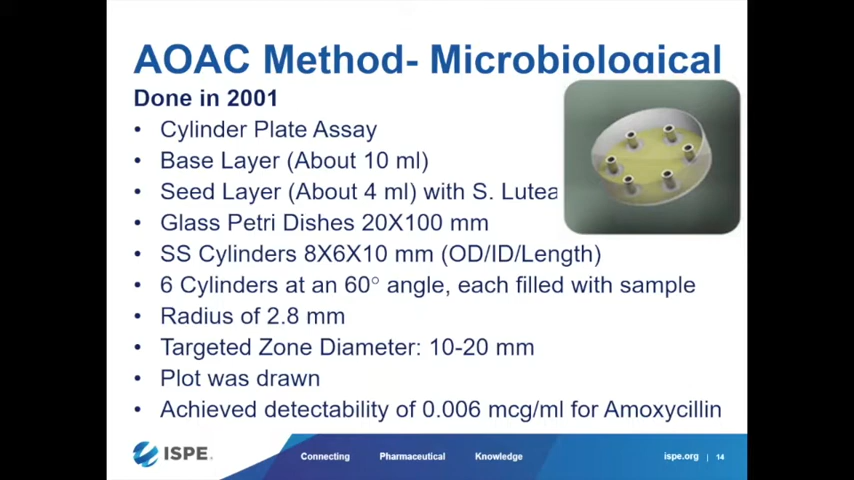 AOAC Method- Microbiological
Done in 2001
• Cylinder Plate Assay
• Base Layer (About 10 ml)
• Seed Layer (About 4 ml) with S. Lutea
• Glass Petri Dishes 20X100 mm
• SS Cylinders 8X6X10 mm (OD/ID/Length)
• 6 Cylinders at an 60° angle, each filled with sample
• Radius of 2.8 mm
• Targeted Zone Diameter: 10-20 mm
• Plot was drawn
• Achieved detectability of 0.006 mcg/ml for Amoxycillin
ISPE. Connecting Pharmaceutical Knowledge ispe.org | 14